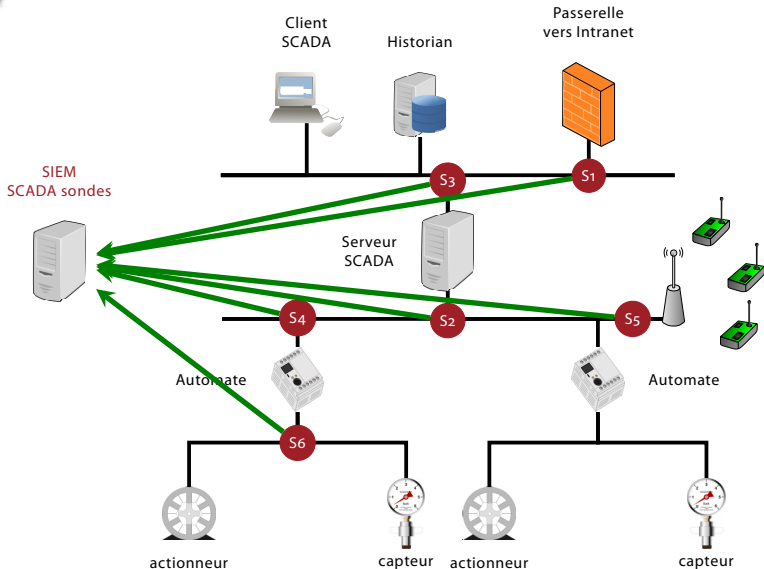 Passerelle
vers Intranet
Client
SCADA
Historian
SIEM
SCADA sondes
S3
S1
Serveur
SCADA
S4
S2
S5
Automate
Automate
S6
actionneur
capteur
actionneur
capteur